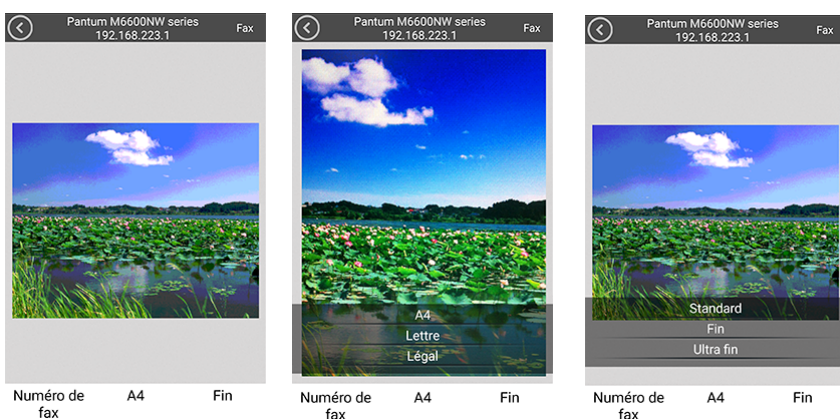 Pantum M6600NW series
192.168.223.1
Fax
Numéro de
fax
A4
Fin
Pantum M6600NW series
192.168.223.1
Fax
A4
Lettre
Légal
Numéro de
fax
A4
Fin
Pantum M6600NW series
192.168.223.1
Fax
Standard
Fin
Ultra fin
Numéro de
fax
A4
Fin